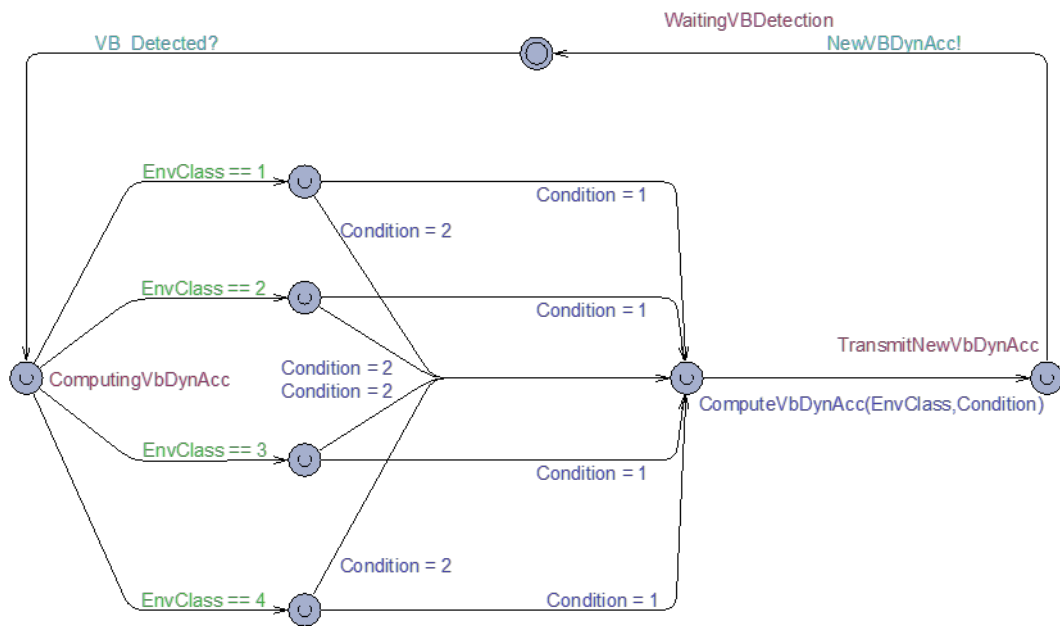 WaitingVBDetection
VB_Detected?
NewVBDynAcc!
EnvClass == 1
Condition = 1
Condition = 2
EnvClass == 2
Condition = 1
TransmitNewVbDynAcc
Condition = 2
ComputingVbDynAcc
Condition = 2
ComputeVbDynAcc(EnvClass,Condition)
EnvClass == 3
Condition = 1
Condition = 2
EnvClass == 4
Condition = 1